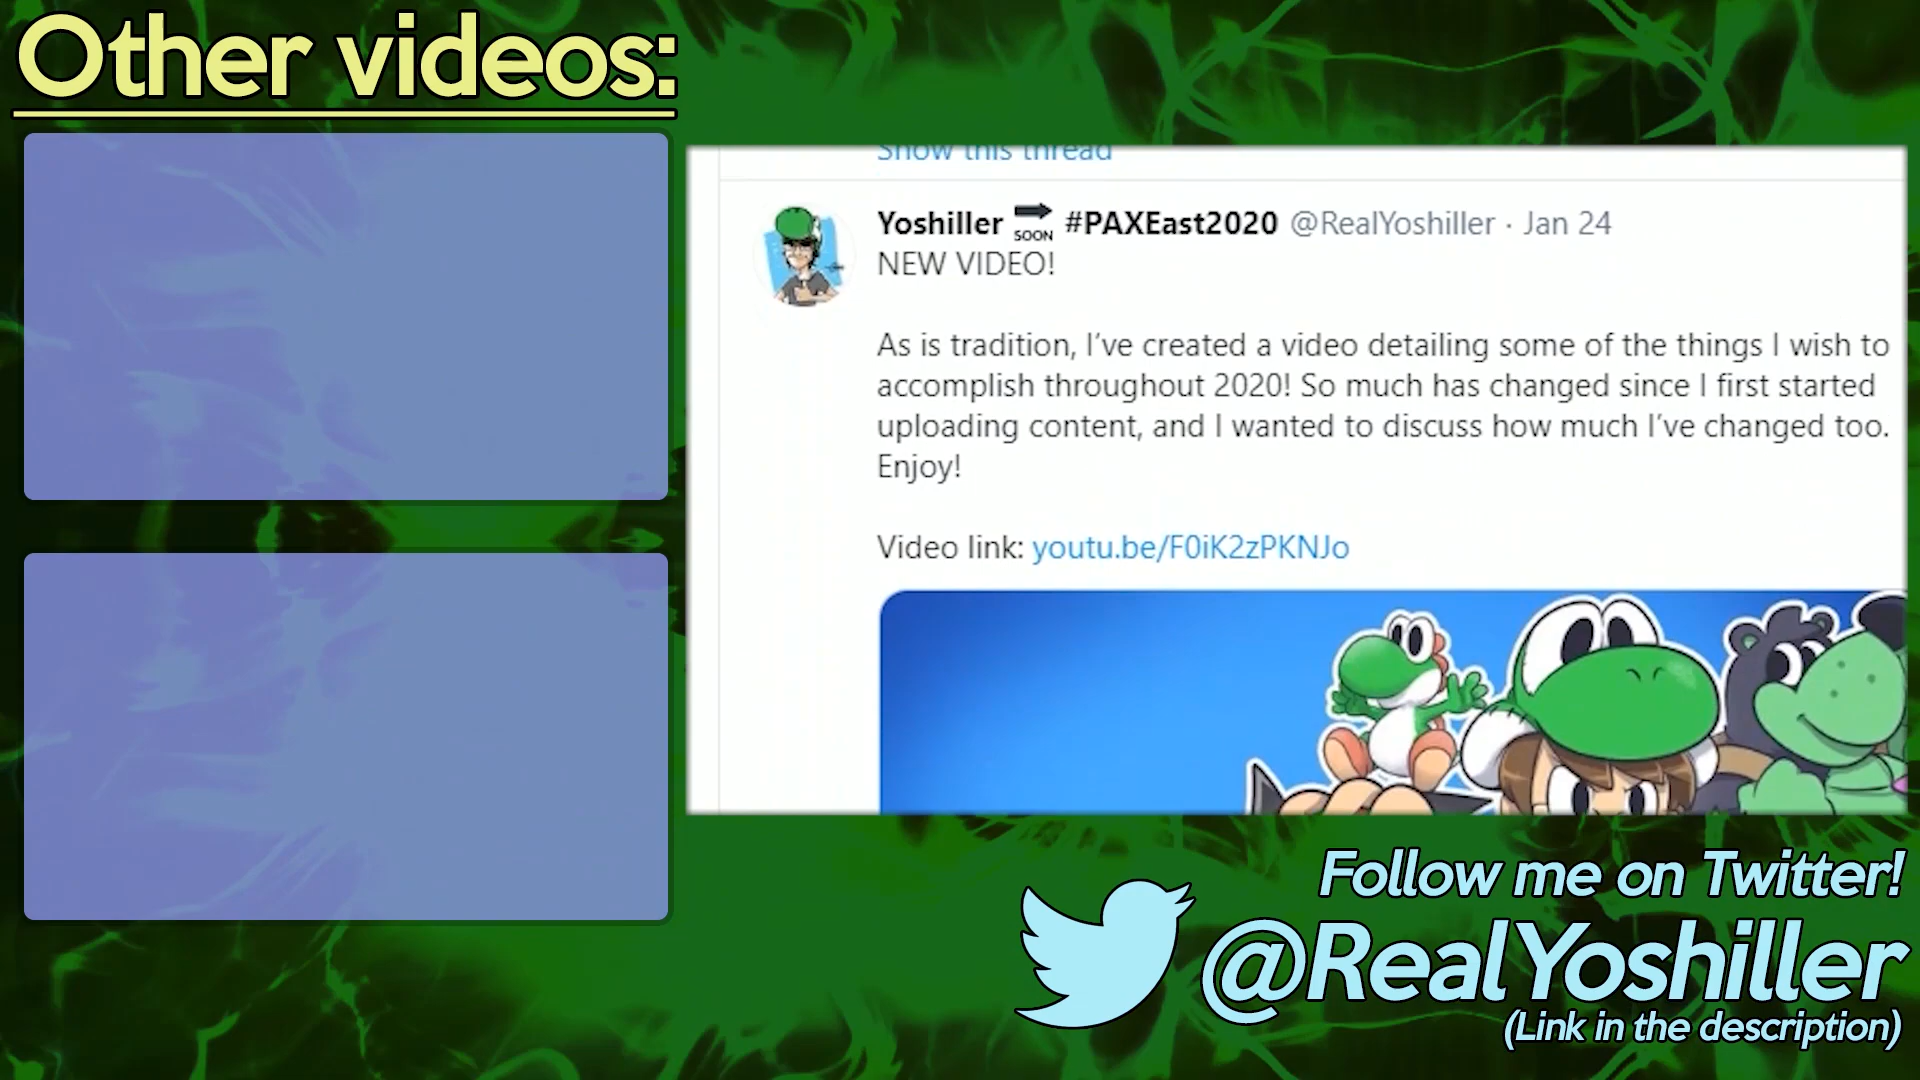 Other videos:
Show this thread
Yoshiller SOON #PAXEast2020 @RealYoshiller · Jan 24
NEW VIDEO!
As is tradition, I've created a video detailing some of the things I wish to
accomplish throughout 2020! So much has changed since I first started
uploading content, and I wanted to discuss how much I've changed too.
Enjoy!
Video link: youtu.be/F0iK2zPKNJo
Follow me on Twitter!
@RealYoshiller
(Link in the description)